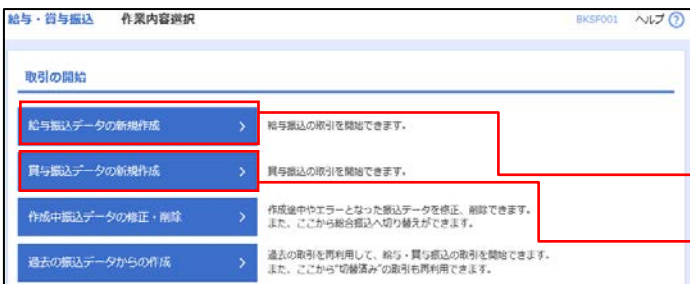 給与・賞与振込 作業内容選択 BKSF001 ヘルプ ?
取引の開始
給与振込データの新規作成 > 給与振込の取引を開始できます。
賞与振込データの新規作成 > 賞与振込の取引を開始できます。
作成中振込データの修正・削除 > 作成途中やエラーとなった振込データを修正、削除できます。
また、ここから総合振込へ切り替えができます。
過去の振込データからの作成 > 過去の取引を再利用して、給与・賞与振込の取引を開始できます。
また、ここから"切替済み"の取引も再利用できます。